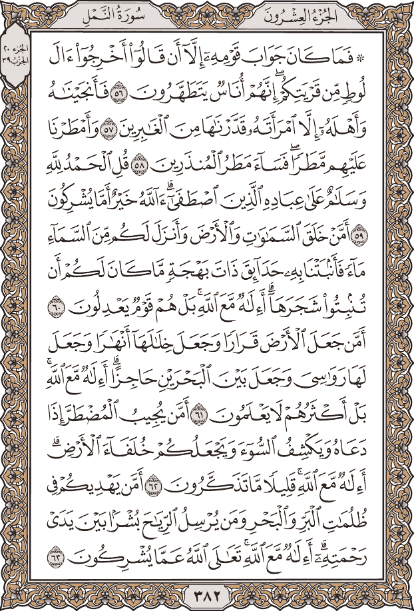 الجزء العشرون سورة النمل
الجزء ٢٠
الحزب ٣٩
۞ فَمَا كَانَ جَوَابَ قَوْمِهِۦٓ إِلَّآ أَن قَالُوٓاْ أَخْرِجُوٓاْ ءَالَ
لُوطٍ مِّن قَرْيَتِكُمْۖ إِنَّهُمْ أُنَاسٌ يَتَطَهَّرُونَ ٥٦ فَأَنجَيْنَٰهُ
وَأَهْلَهُۥٓ إِلَّا ٱمْرَأَتَهُۥ قَدَّرْنَٰهَا مِنَ ٱلْغَٰبِرِينَ ٥٧ وَأَمْطَرْنَا
عَلَيْهِم مَّطَرًاۖ فَسَآءَ مَطَرُ ٱلْمُنذَرِينَ ٥٨ قُلِ ٱلْحَمْدُ لِلَّهِ
وَسَلَٰمٌ عَلَىٰ عِبَادِهِ ٱلَّذِينَ ٱصْطَفَىٰٓۗ ءَآللَّهُ خَيْرٌ أَمَّا يُشْرِكُونَ
٥٩ أَمَّنْ خَلَقَ ٱلسَّمَٰوَٰتِ وَٱلْأَرْضَ وَأَنزَلَ لَكُم مِّنَ ٱلسَّمَآءِ
مَآءً فَأَنۢبَتْنَا بِهِۦ حَدَآئِقَ ذَاتَ بَهْجَةٍ مَّا كَانَ لَكُمْ أَن
تُنۢبِتُواْ شَجَرَهَآۗ أَءِلَٰهٌ مَّعَ ٱللَّهِۚ بَلْ هُمْ قَوْمٌ يَعْدِلُونَ ٦٠
أَمَّن جَعَلَ ٱلْأَرْضَ قَرَارًا وَجَعَلَ خِلَٰلَهَآ أَنْهَٰرًا وَجَعَلَ
لَهَا رَوَٰسِيَ وَجَعَلَ بَيْنَ ٱلْبَحْرَيْنِ حَاجِزًاۗ أَءِلَٰهٌ مَّعَ ٱللَّهِۚ
بَلْ أَكْثَرُهُمْ لَا يَعْلَمُونَ ٦١ أَمَّن يُجِيبُ ٱلْمُضْطَرَّ إِذَا
دَعَاهُ وَيَكْشِفُ ٱلسُّوٓءَ وَيَجْعَلُكُمْ خُلَفَآءَ ٱلْأَرْضِۗ
أَءِلَٰهٌ مَّعَ ٱللَّهِۚ قَلِيلًا مَّا تَذَكَّرُونَ ٦٢ أَمَّن يَهْدِيكُمْ فِي
ظُلُمَٰتِ ٱلْبَرِّ وَٱلْبَحْرِ وَمَن يُرْسِلُ ٱلرِّيَٰحَ بُشْرًۢا بَيْنَ يَدَيْ
رَحْمَتِهِۦٓۗ أَءِلَٰهٌ مَّعَ ٱللَّهِۚ تَعَٰلَى ٱللَّهُ عَمَّا يُشْرِكُونَ ٦٣
٣٨٢